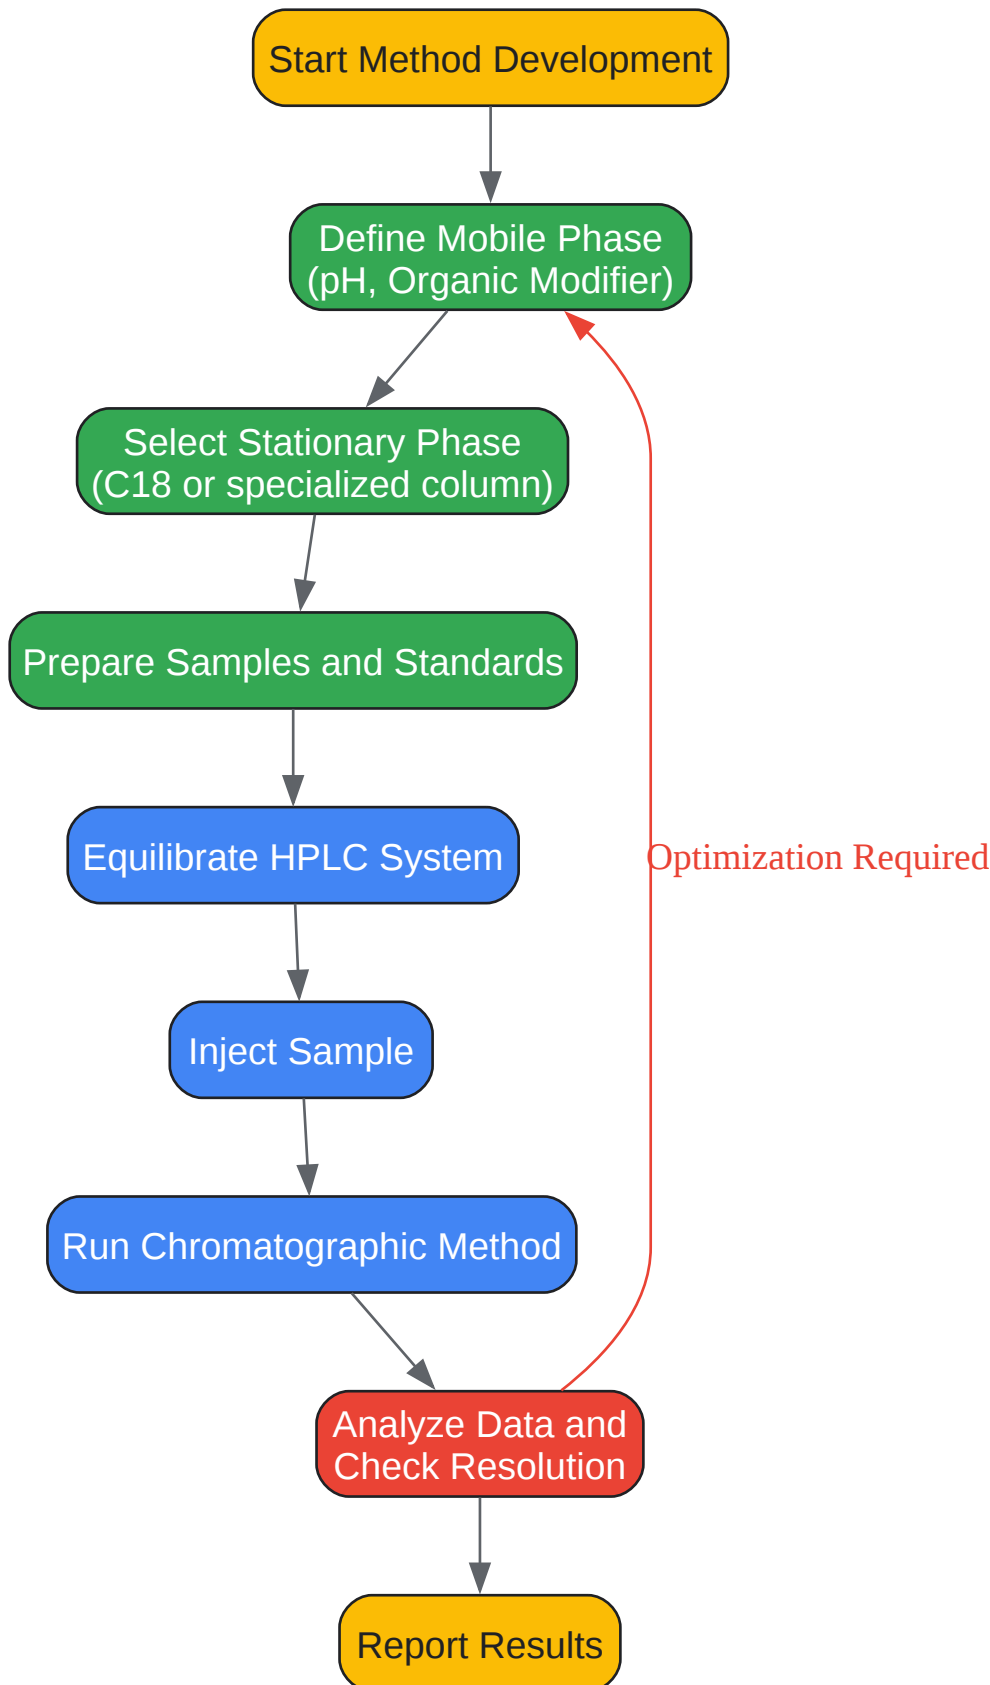 Start Method Development
Define Mobile Phase
(pH, Organic Modifier)
Select Stationary Phase
(C18 or specialized column)
Prepare Samples and Standards
Equilibrate HPLC System
Optimization Required
Inject Sample
Run Chromatographic Method
Analyze Data and
Check Resolution
Report Results